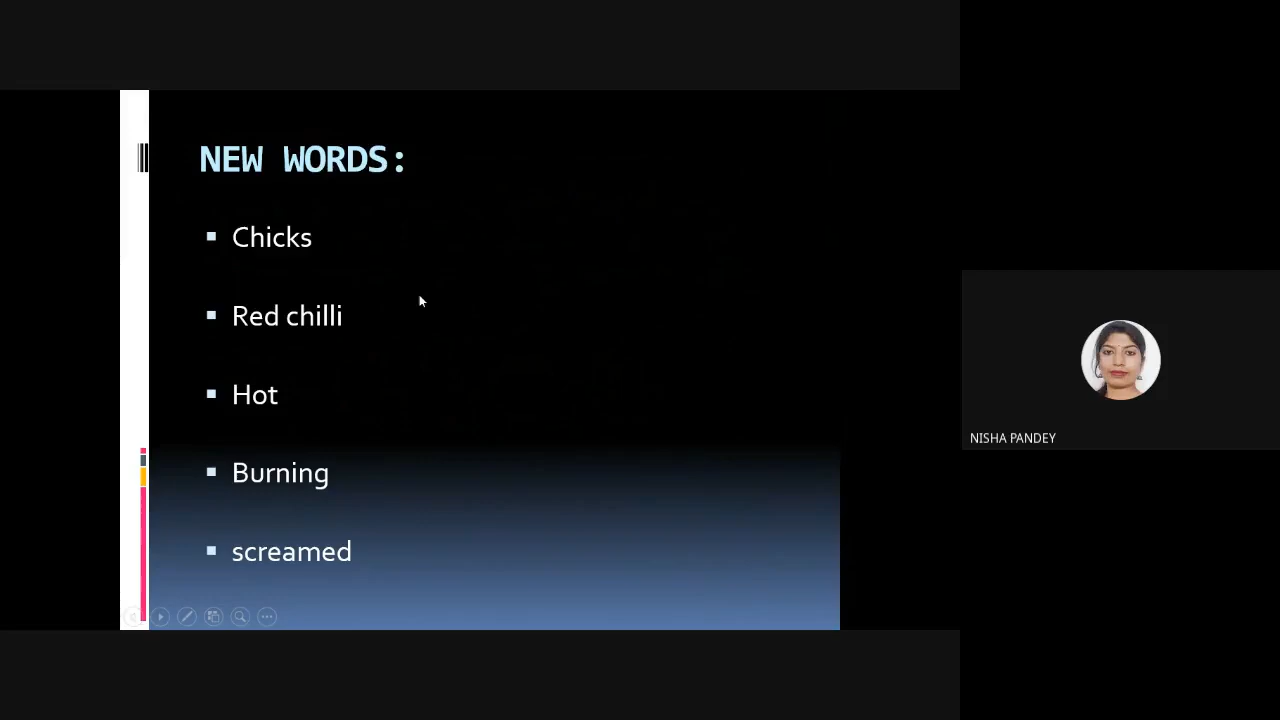 NEW WORDS:
Chicks
Red chilli
Hot
Burning
screamed
NISHA PANDEY